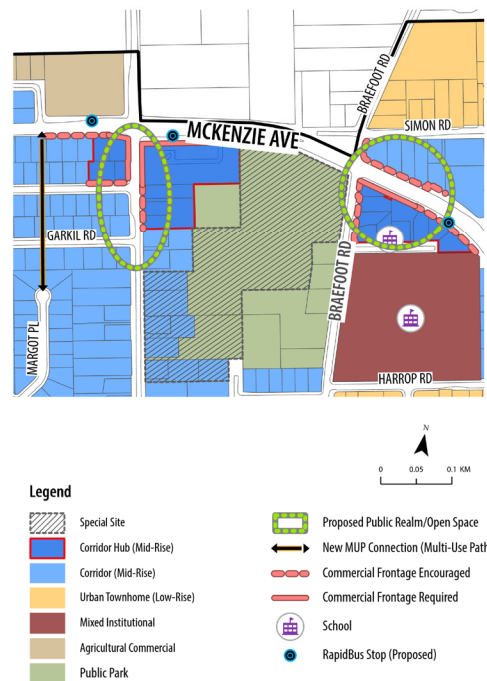 BRAEFOOT RD
SIMON RD
MCKENZIE AVE
GARKIL RD
BRAEFOOT RD
MARGOT PL
HARROP RD
N
0 0.05 0.1 KM
Legend
Special Site
Corridor Hub (Mid-Rise)
Corridor (Mid-Rise)
Urban Townhome (Low-Rise)
Mixed Institutional
Agricultural Commercial
Public Park
Proposed Public Realm/Open Space
New MUP Connection (Multi-Use Path
Commercial Frontage Encouraged
Commercial Frontage Required
School
RapidBus Stop (Proposed)